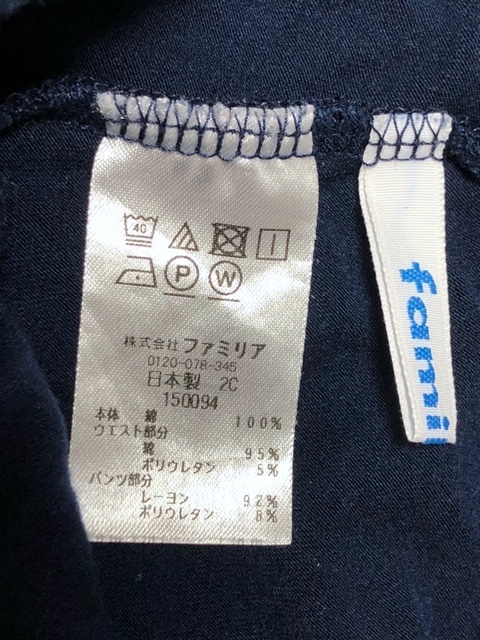 40
P W
株式会社 ファミリア
0120-078-345
日本製 2C
150094
本体 綿 100%
ウエスト部分
綿 95%
ポリウレタン 5%
パンツ部分
レーヨン 92%
ポリウレタン 8%
famili